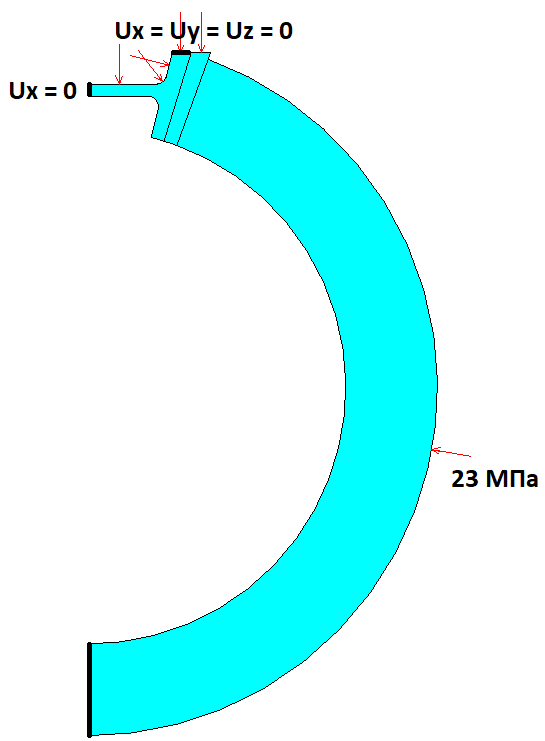 Ux = Uy = Uz = 0
Ux = 0
23 МПа